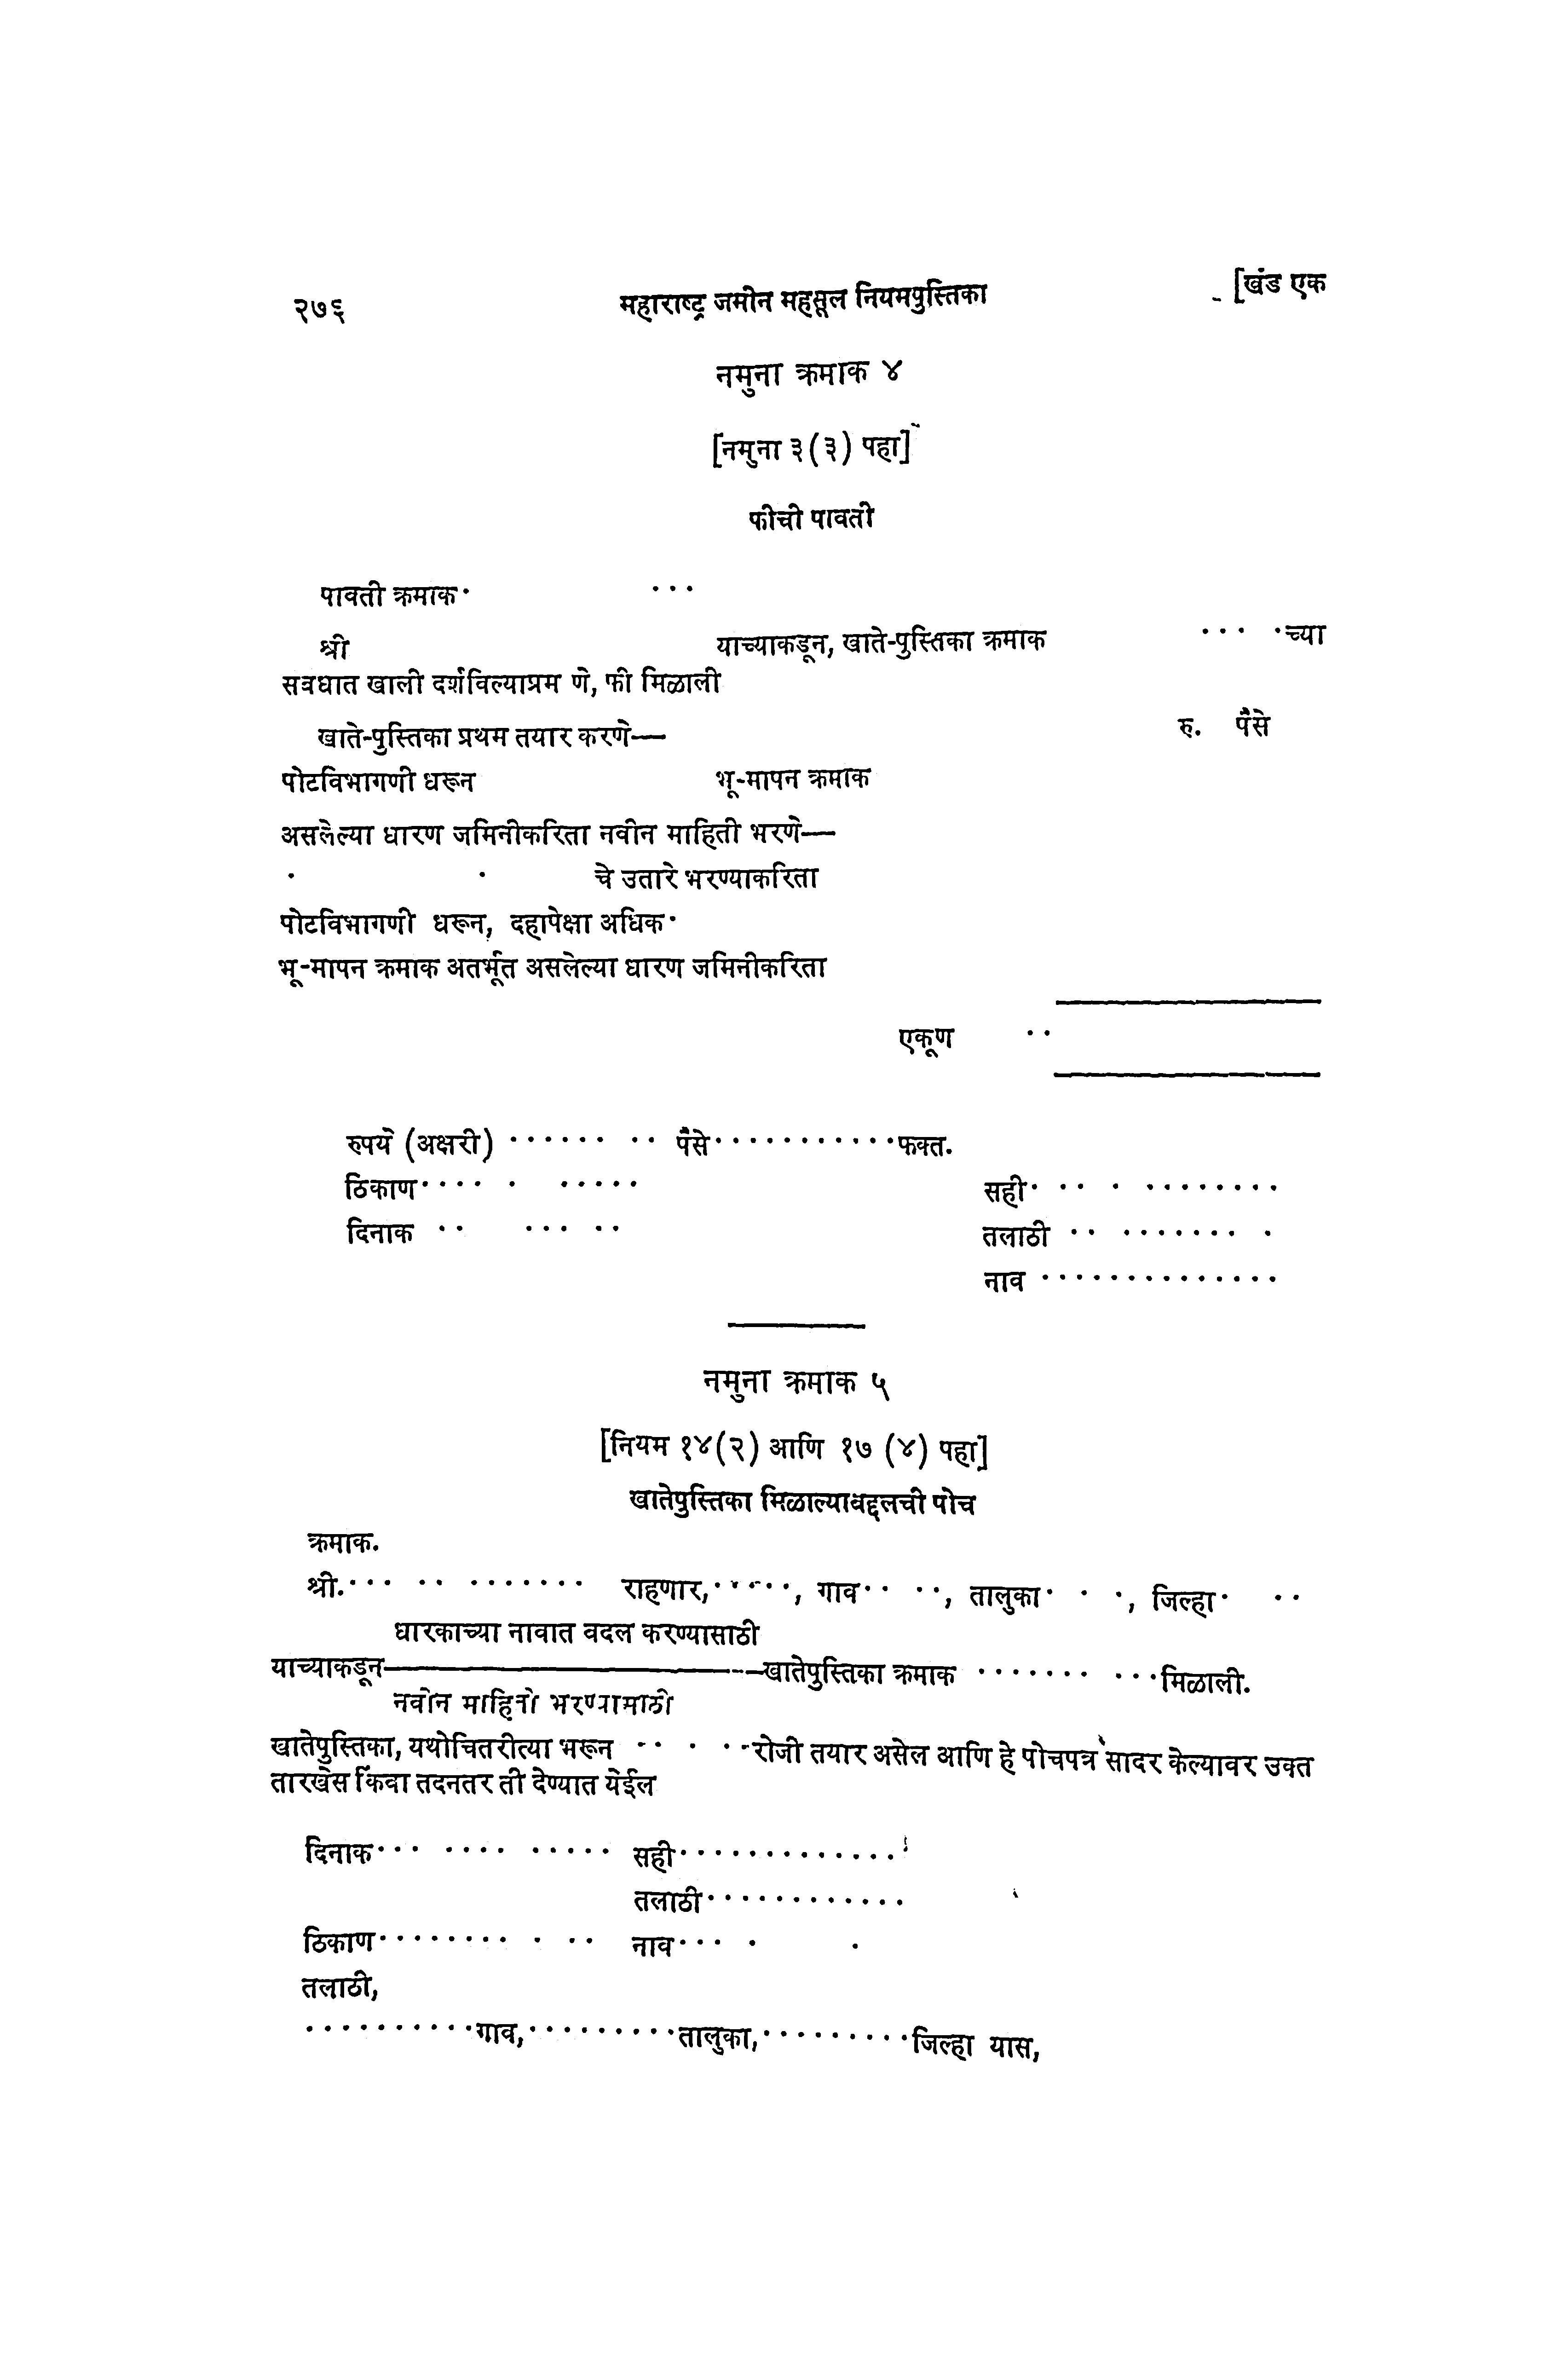 २७६ महाराष्ट्र जमीन महसूल नियमपुस्तिका [खंड एक
नमुना क्रमाक ४
[नमुना ३(३) पहा]
फीची पावती
पावती क्रमाक· ···
श्री याच्याकडून, खाते-पुस्तिका क्रमाक ··· ·च्या
सबधात खाली दर्शविल्याप्रम णे, फी मिळाली
खाते-पुस्तिका प्रथम तयार करणे— रु. पैसे
पोटविभागणी धरून भू-मापन क्रमाक
असलेल्या धारण जमिनीकरिता नवीन माहिती भरणे—
· · चे उतारे भरण्याकरिता
पोटविभागणी धरून, दहापेक्षा अधिक·
भू-मापन क्रमाक अतर्भूत असलेल्या धारण जमिनीकरिता
एकूण ··
रुपये (अक्षरी) ······ ·· पैसे···········फक्त.
ठिकाण···· · ····· सही· ·· · ········
दिनाक ·· ··· ·· तलाठी ·· ······· ·
नाव ··············
नमुना क्रमाक ५
[नियम १४(२) आणि १७ (४) पहा]
खातेपुस्तिका मिळाल्याबद्दलची पोच
क्रमाक.
श्री.··· ·· ······· राहणार,·····, गाव·· ··, तालुका· · ·, जिल्हा· ··
धारकाच्या नावात बदल करण्यासाठी
याच्याकडून————————खातेपुस्तिका क्रमाक ······· ···मिळाली.
नवीन माहिती भरण्यासाठी
खातेपुस्तिका, यथोचितरीत्या भरून ·· · ··रोजी तयार असेल आणि हे पोचपत्र सादर केल्यावर उक्त
तारखेस किंवा तदनतर ती देण्यात येईल
दिनाक··· ···· ····· सही·············
तलाठी············
ठिकाण········ · ·· नाव··· · ·
तलाठी,
··········गाव,·········तालुका,·········जिल्हा यास,